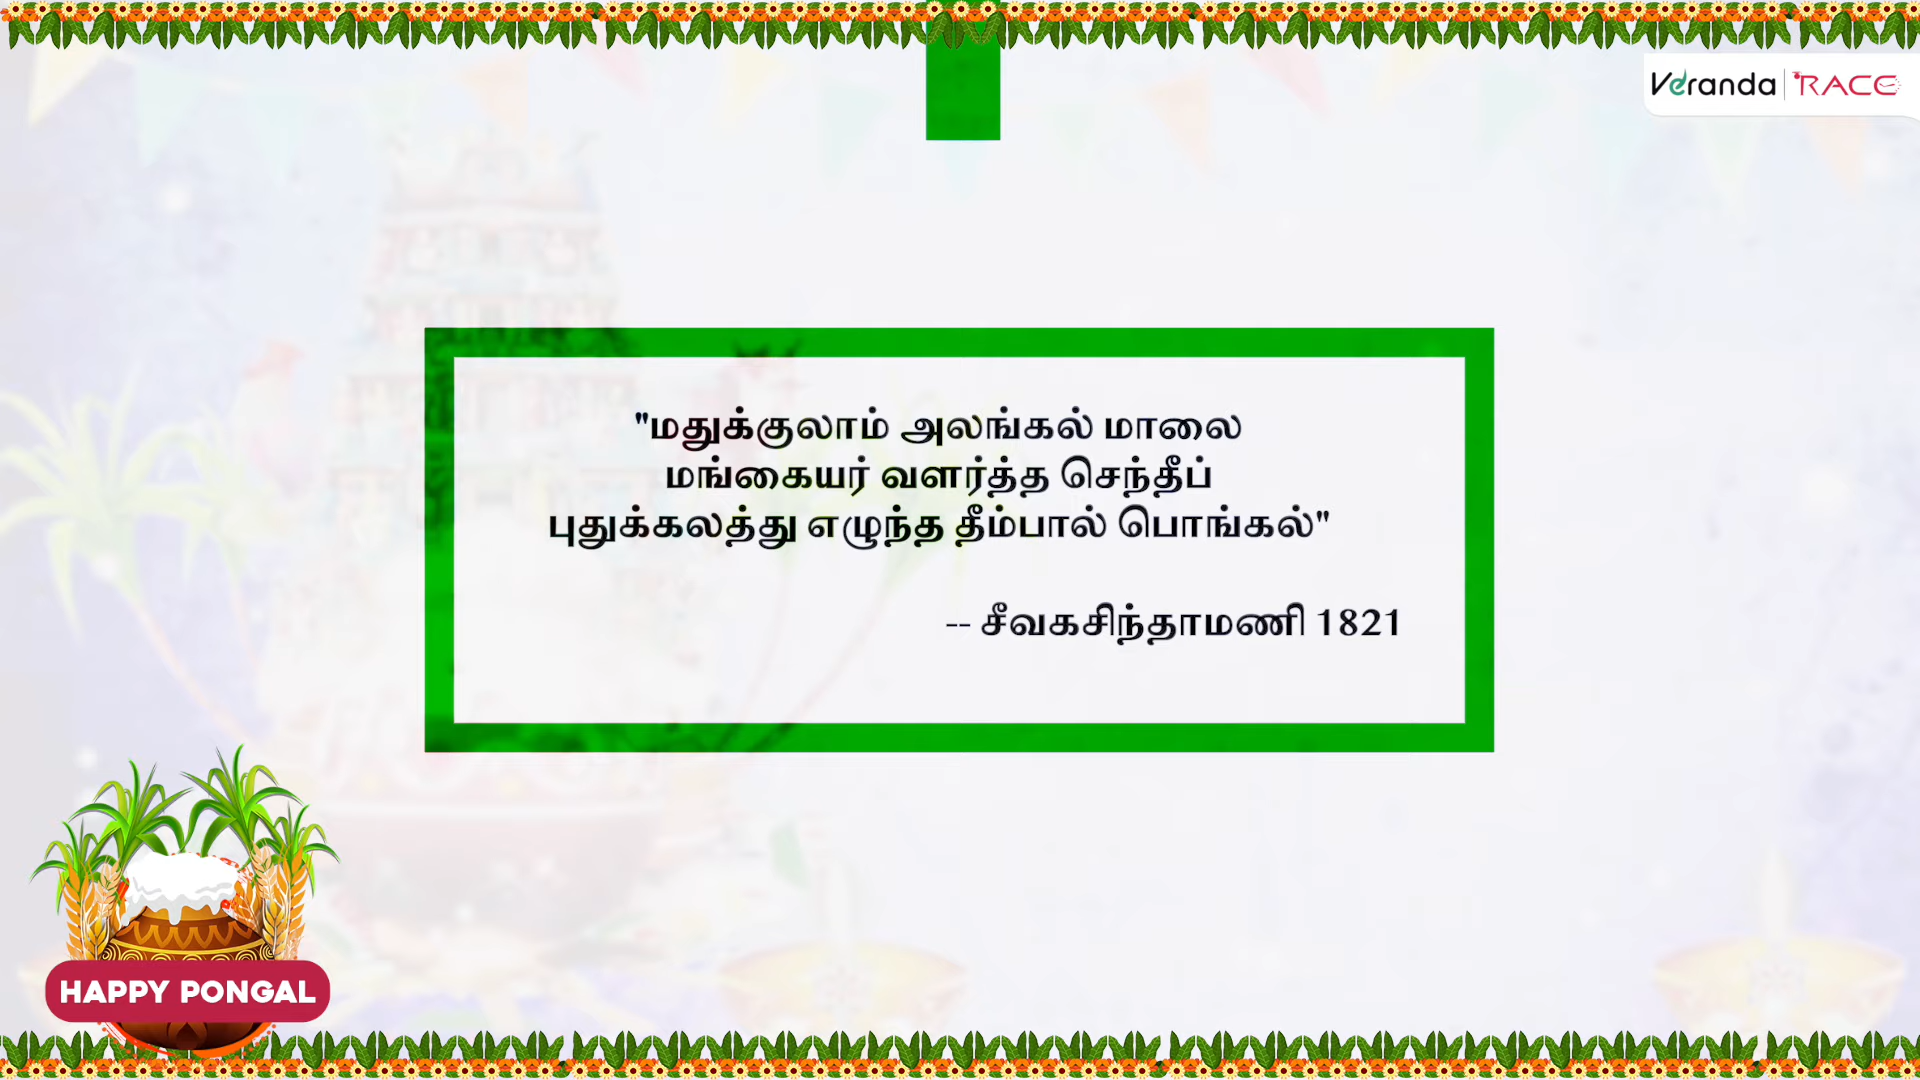 Veranda RACE
"மதுக்குலாம் அலங்கல் மாலை
மங்கையர் வளர்த்த செந்தீப்
புதுக்கலத்து எழுந்த தீம்பால் பொங்கல்"
-- சீவகசிந்தாமணி 1821
HAPPY PONGAL